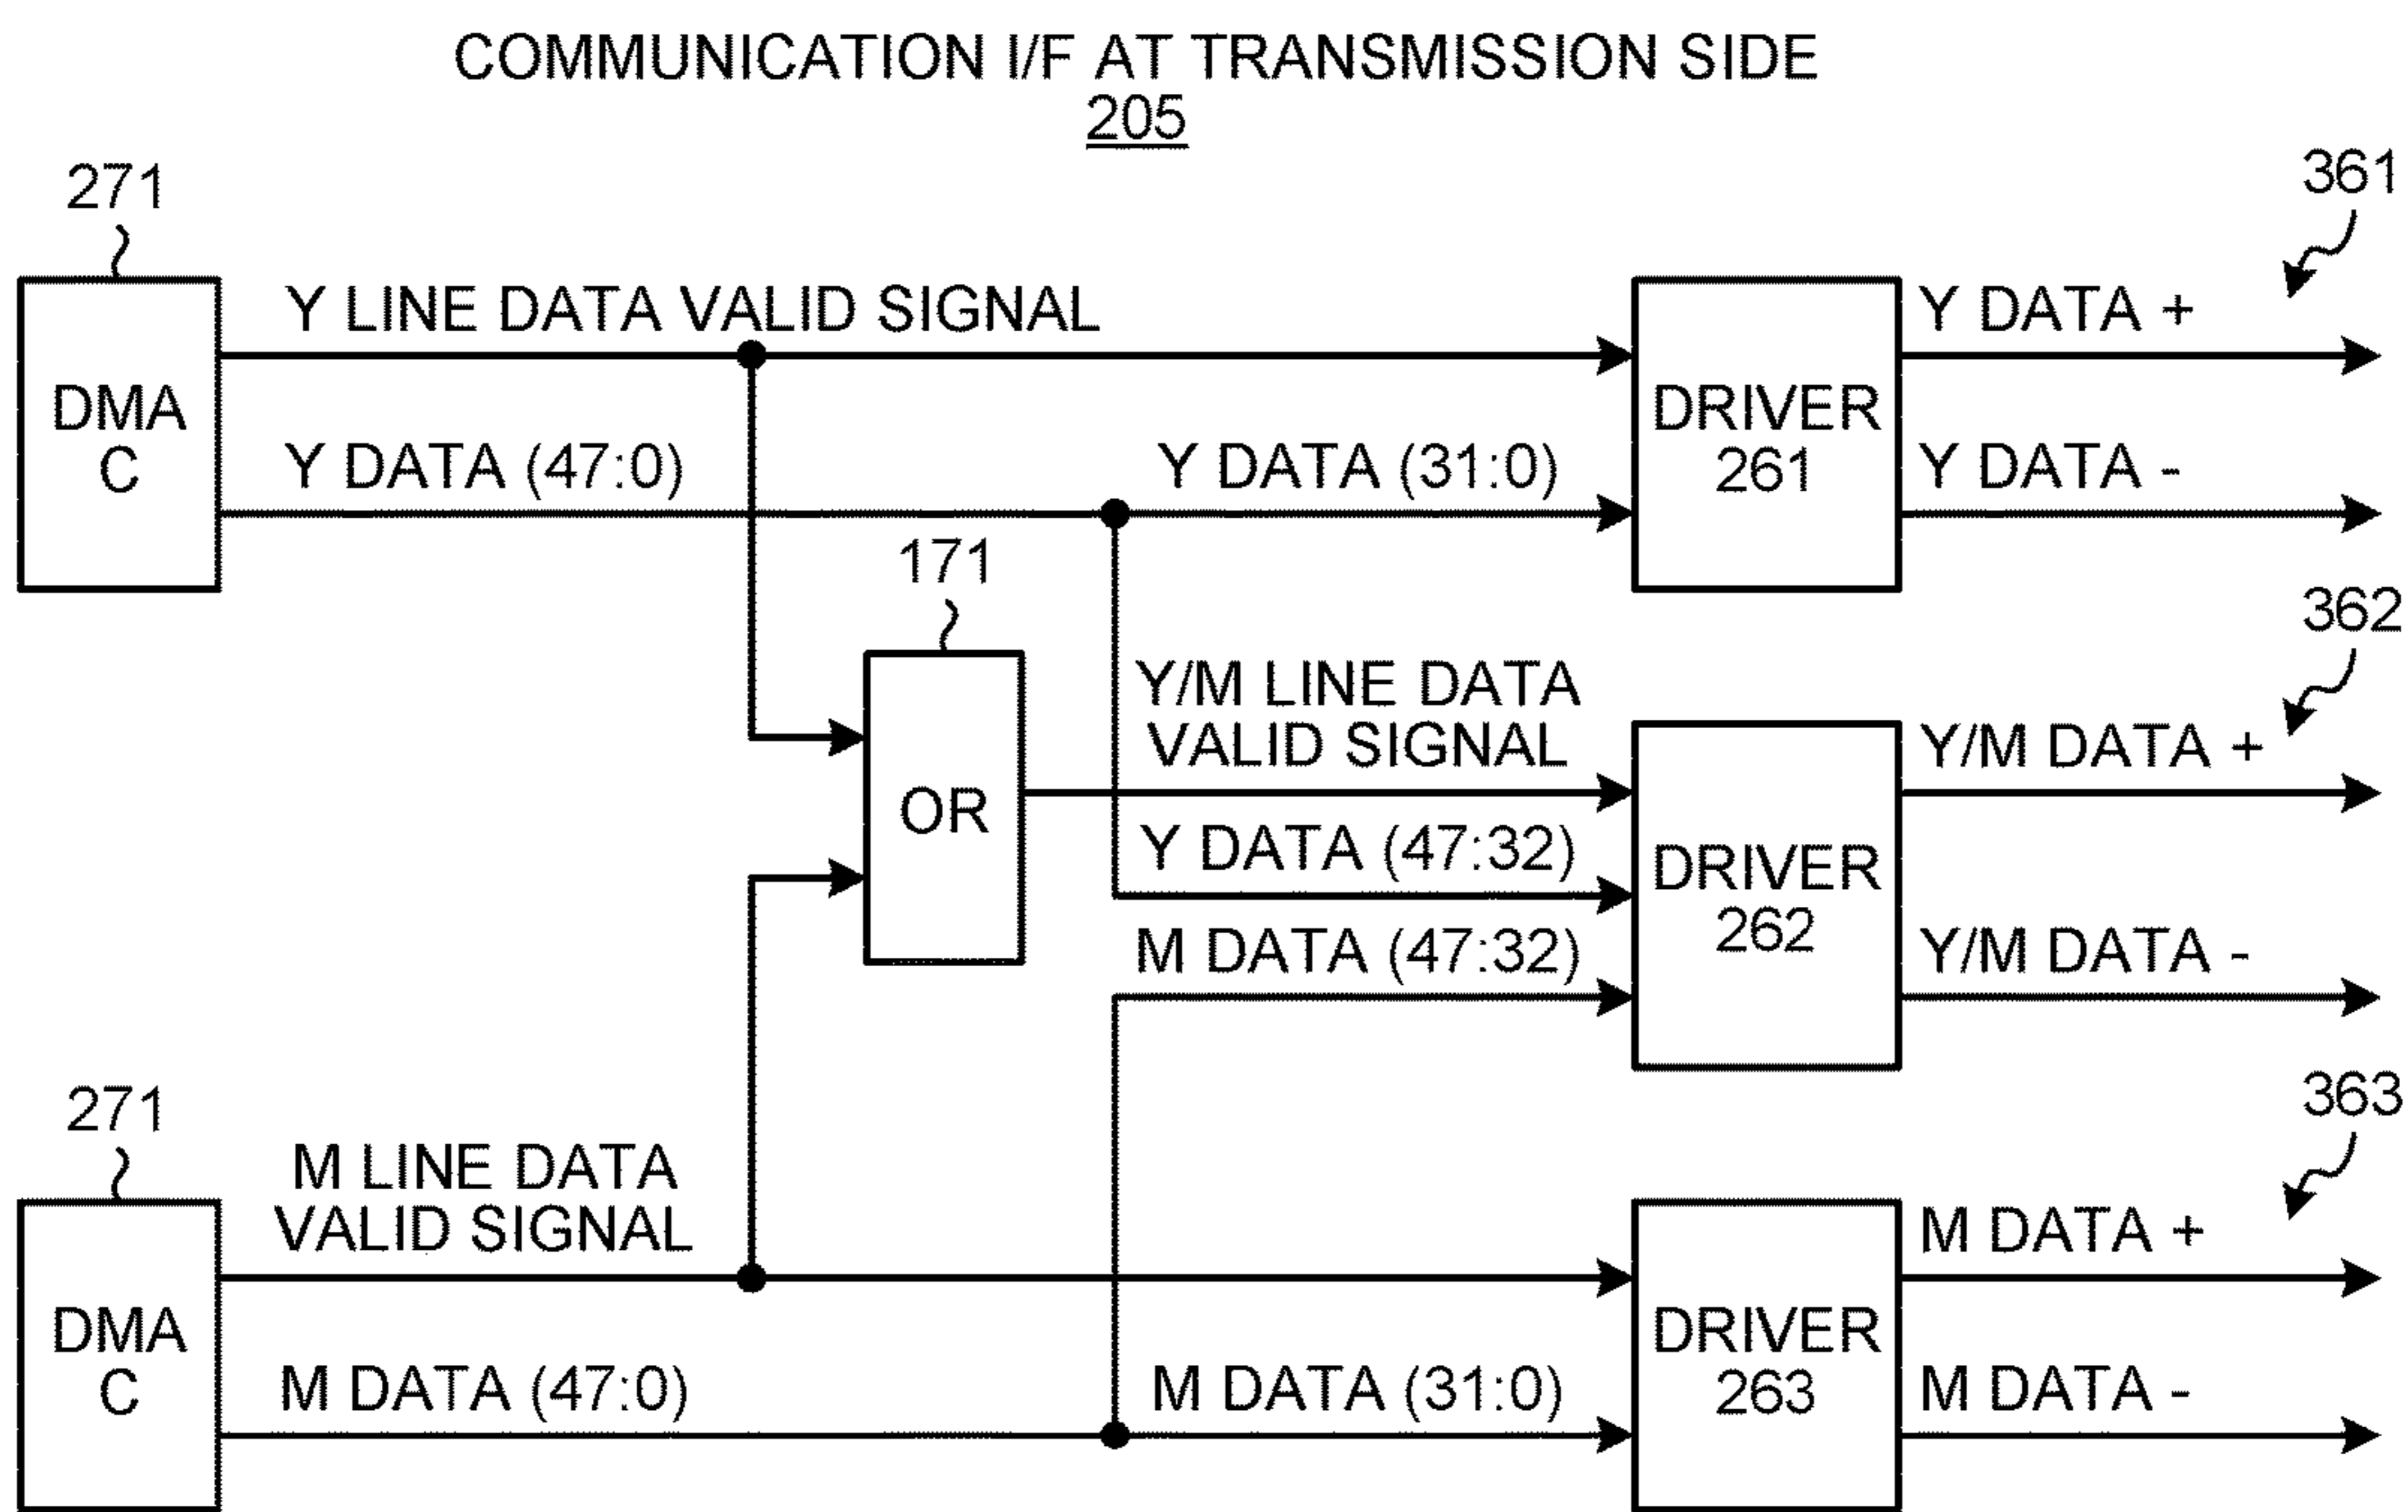 COMMUNICATION I/F AT TRANSMISSION SIDE
205
271
361
Y LINE DATA VALID SIGNAL
Y DATA +
DMA
C
DRIVER
261
Y DATA (47:0)
Y DATA (31:0)
Y DATA -
171
362
Y/M LINE DATA
VALID SIGNAL
Y/M DATA +
OR
Y DATA (47:32)
DRIVER
262
M DATA (47:32)
Y/M DATA -
271
363
M LINE DATA
VALID SIGNAL
M DATA +
DMA
C
DRIVER
263
M DATA (47:0)
M DATA (31:0)
M DATA -